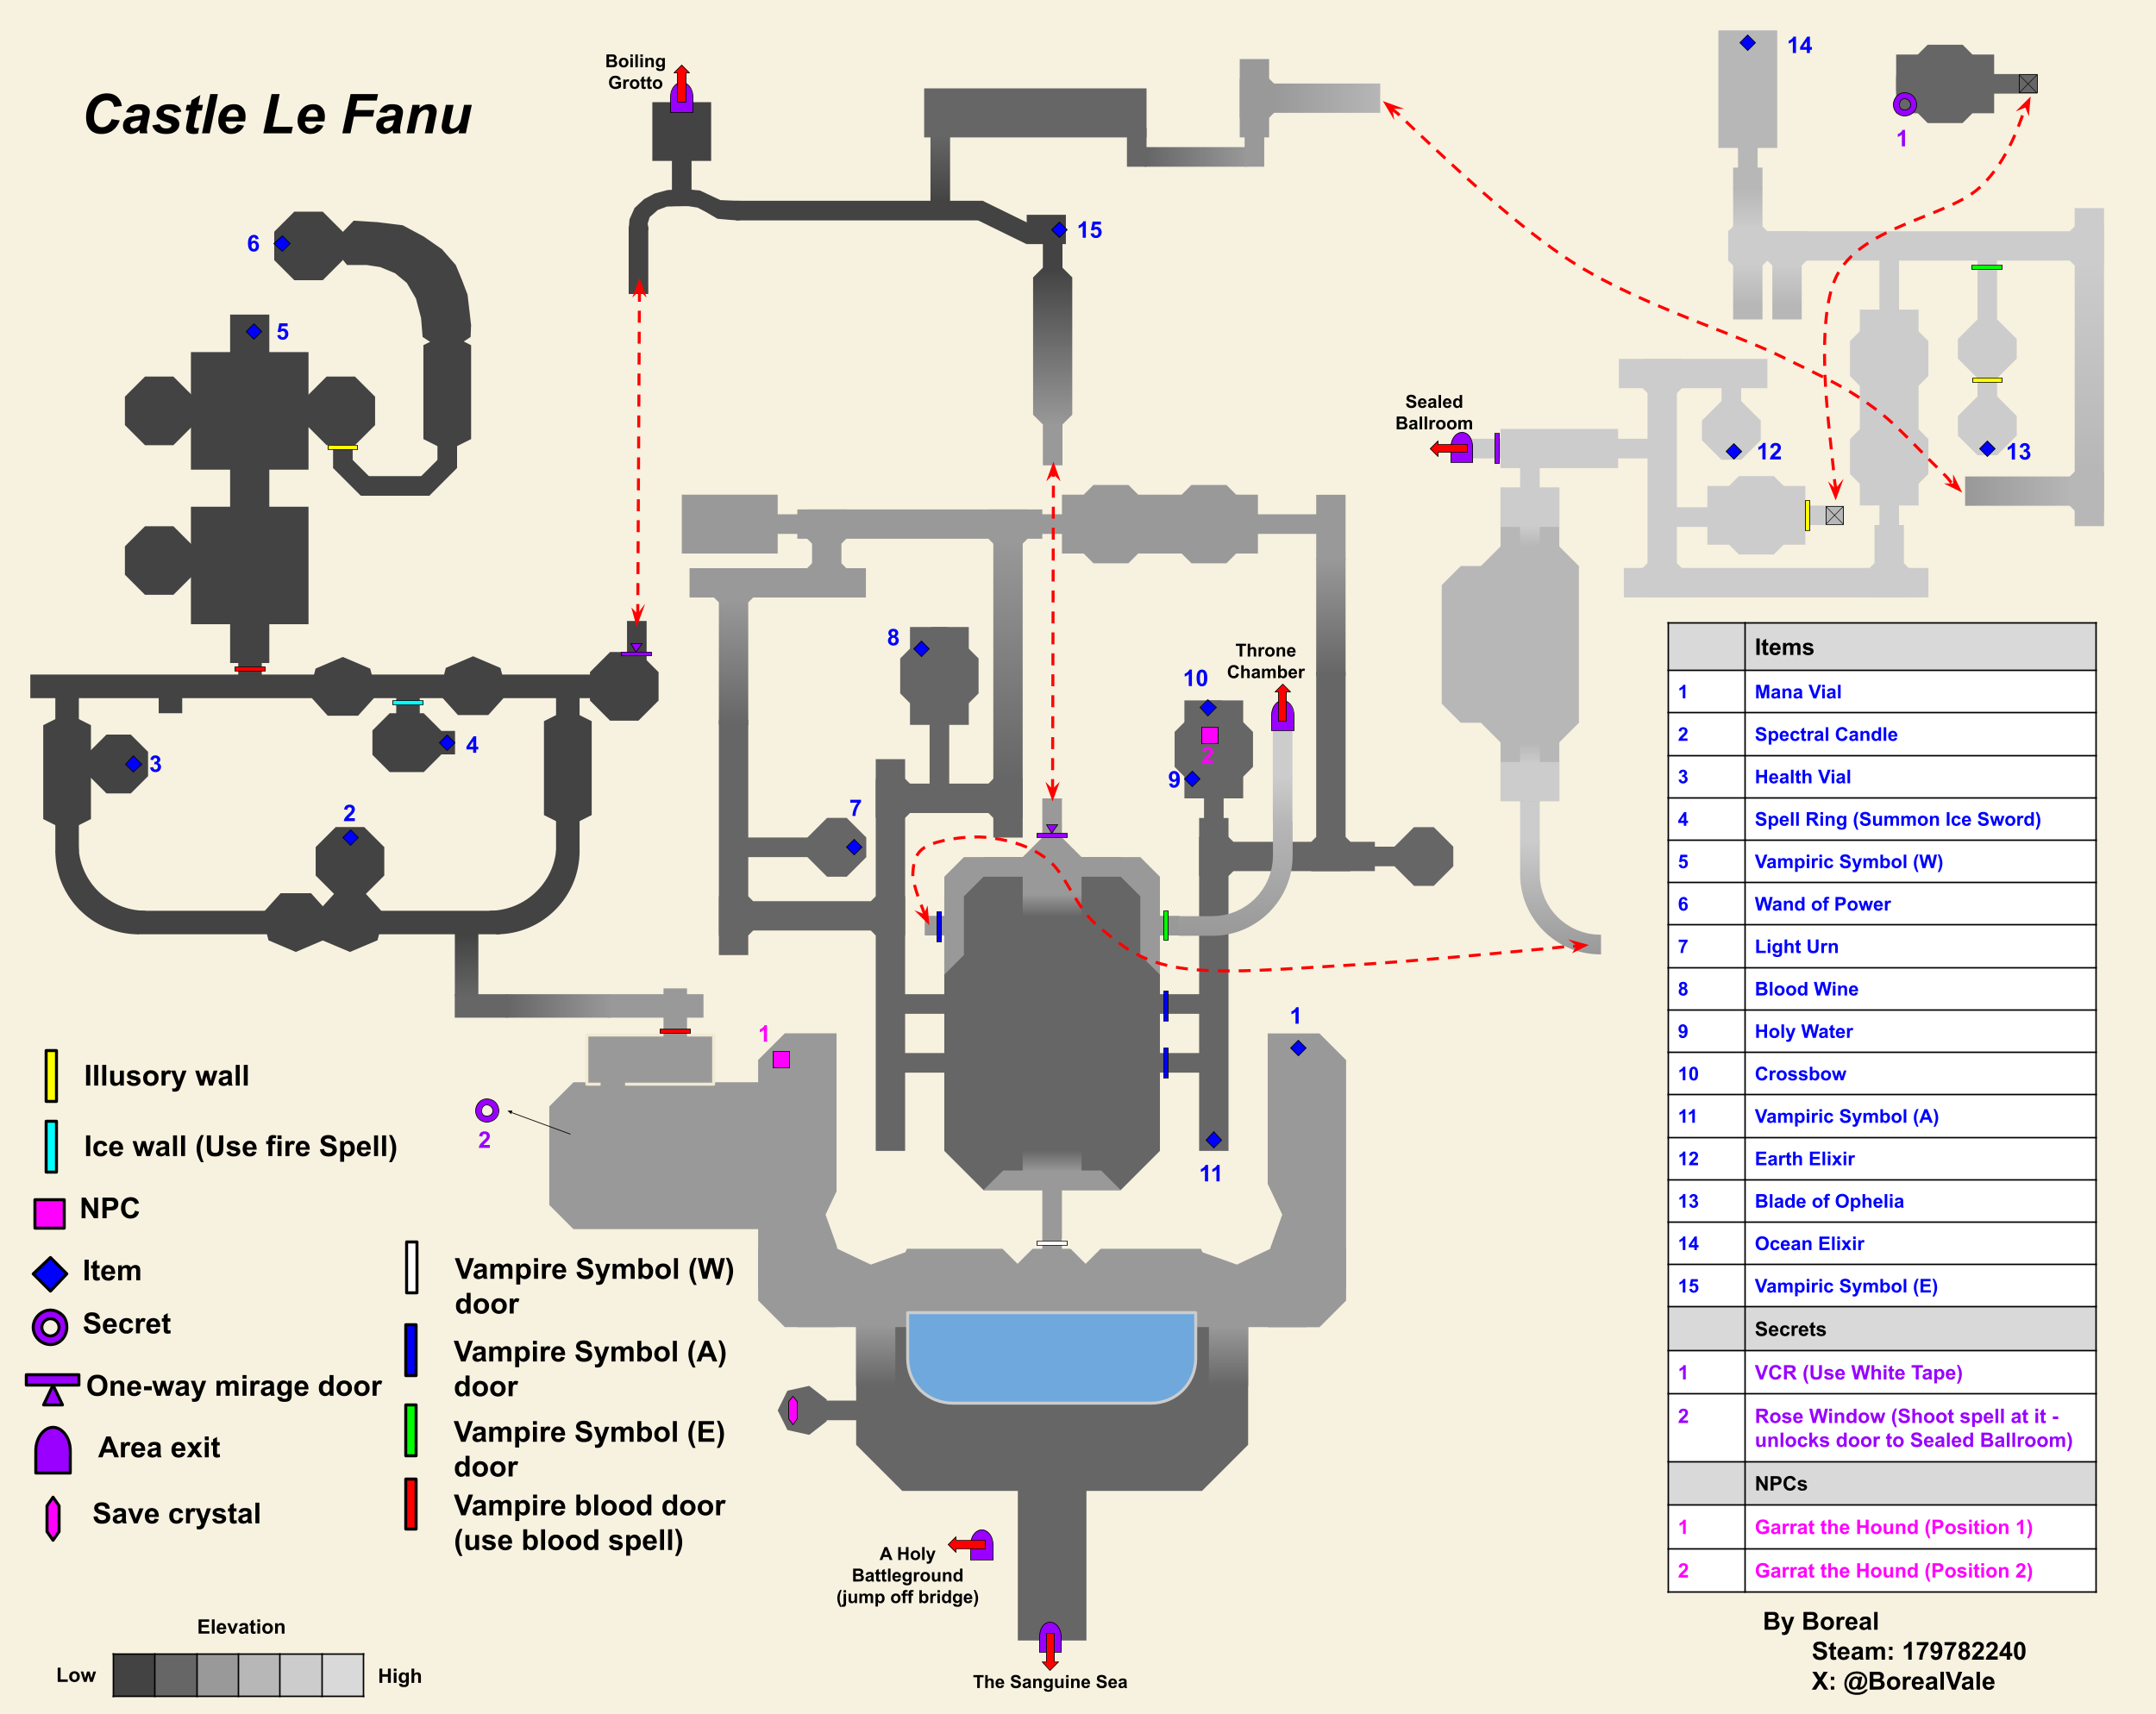 Castle Le Fanu
Boiling
Grotto
14
1
6
15
5
Sealed
Ballroom
12
13
8
Throne
Chamber
10
2
9
4
3
2
7
1
1
2
11
Illusory wall
Ice wall (Use fire Spell)
NPC
Item
Secret
One-way mirage door
Area exit
Save crystal
Vampire Symbol (W)
door
Vampire Symbol (A)
door
Vampire Symbol (E)
door
Vampire blood door
(use blood spell)
A Holy
Battleground
(jump off bridge)
The Sanguine Sea
Elevation
Low
High
Items
1 Mana Vial
2 Spectral Candle
3 Health Vial
4 Spell Ring (Summon Ice Sword)
5 Vampiric Symbol (W)
6 Wand of Power
7 Light Urn
8 Blood Wine
9 Holy Water
10 Crossbow
11 Vampiric Symbol (A)
12 Earth Elixir
13 Blade of Ophelia
14 Ocean Elixir
15 Vampiric Symbol (E)
Secrets
1 VCR (Use White Tape)
2 Rose Window (Shoot spell at it -
unlocks door to Sealed Ballroom)
NPCs
1 Garrat the Hound (Position 1)
2 Garrat the Hound (Position 2)
By Boreal
Steam: 179782240
X: @BorealVale